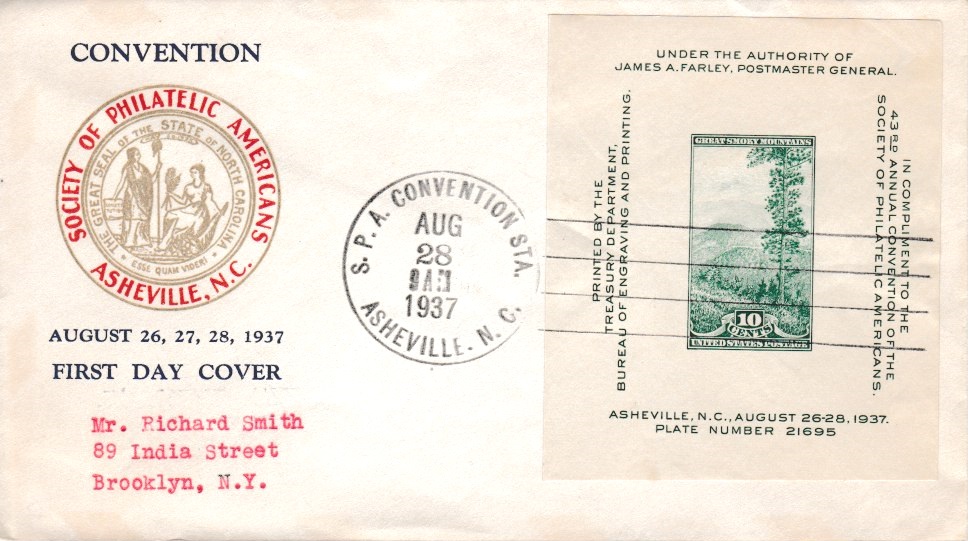 CONVENTION
SOCIETY OF PHILATELIC AMERICANS
THE GREAT SEAL OF THE STATE OF NORTH CAROLINA
ESSE QUAM VIDERI
ASHEVILLE, N.C.
AUGUST 26, 27, 28, 1937
FIRST DAY COVER
Mr. Richard Smith
89 India Street
Brooklyn, N.Y.
S. P. A. CONVENTION STA.
AUG
28
9 AM
1937
ASHEVILLE. N. C.
UNDER THE AUTHORITY OF
JAMES A. FARLEY, POSTMASTER GENERAL.
PRINTED BY THE
TREASURY DEPARTMENT,
BUREAU OF ENGRAVING AND PRINTING.
GREAT SMOKY MOUNTAINS
10
CENTS
UNITED STATES POSTAGE
IN COMPLIMENT TO THE
43RD ANNUAL CONVENTION OF THE
SOCIETY OF PHILATELIC AMERICANS.
ASHEVILLE, N.C., AUGUST 26-28, 1937.
PLATE NUMBER 21695